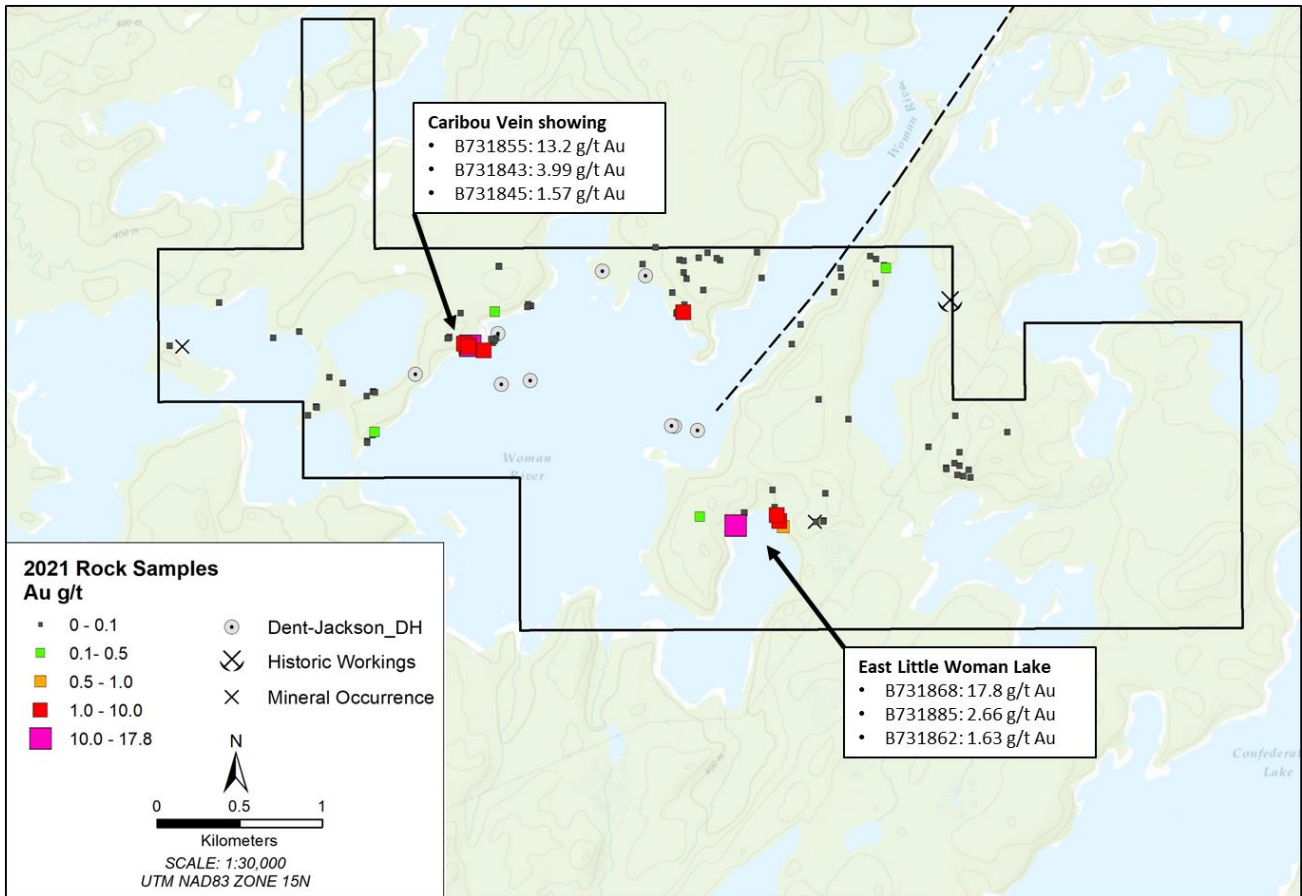 400 m
Caribou Vein showing
• B731855: 13.2 g/t Au
• B731843: 3.99 g/t Au
• B731845: 1.57 g/t Au
Woman River
400 m
Woman
River
2021 Rock Samples
Au g/t
0 - 0.1
0.1- 0.5
0.5 - 1.0
1.0 - 10.0
10.0 - 17.8
Dent-Jackson_DH
Historic Workings
Mineral Occurrence
N
0 0.5 1
Kilometers
SCALE: 1:30,000
UTM NAD83 ZONE 15N
East Little Woman Lake
• B731868: 17.8 g/t Au
• B731885: 2.66 g/t Au
• B731862: 1.63 g/t Au
400 m
Confederat
Lake